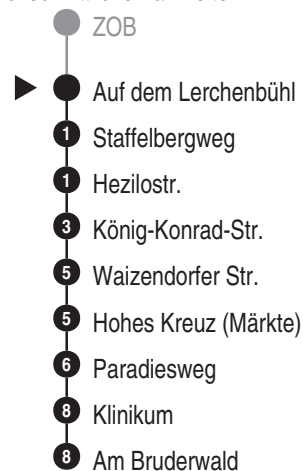 ZOB
Auf dem Lerchenbühl
1 Staffelbergweg
1 Hezilostr.
3 König-Konrad-Str.
5 Waizendorfer Str.
5 Hohes Kreuz (Märkte)
6 Paradiesweg
8 Klinikum
8 Am Bruderwald